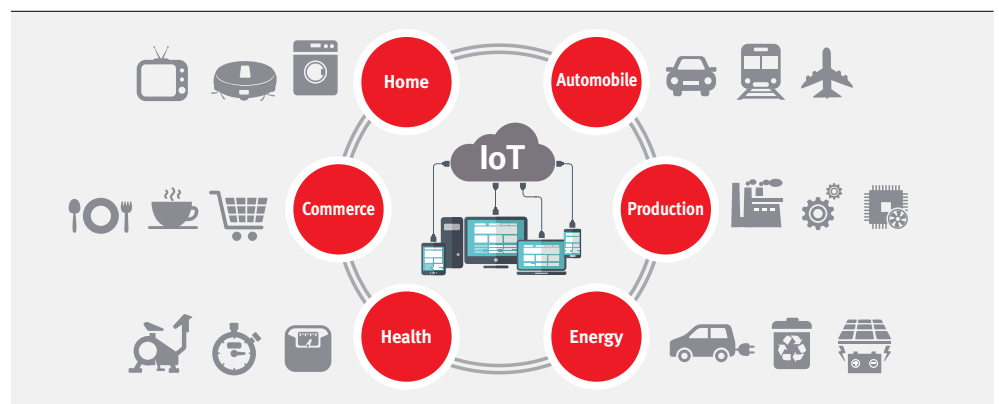 Home
Automobile
IoT
Commerce
Production
Health
Energy